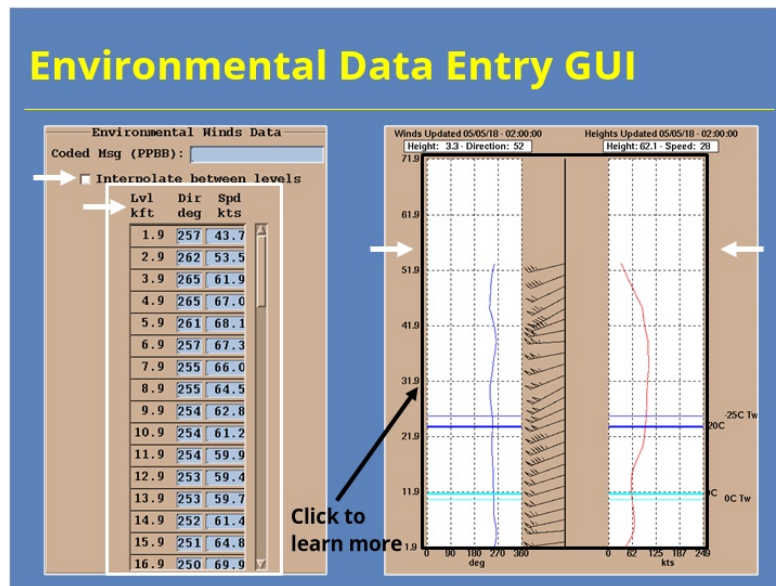 Environmental Data Entry GUI
Environmental Winds Data
Coded Msg (PPBB):
Interpolate between levels
Lvl Dir Spd
kft deg kts
1.9 257 43.7
2.9 262 53.5
3.9 265 61.9
4.9 265 67.0
5.9 261 68.1
6.9 257 67.3
7.9 255 66.0
8.9 255 64.5
9.9 254 62.8
10.9 254 61.2
11.9 254 59.9
12.9 253 59.4
13.9 253 59.7
14.9 252 61.4
15.9 251 64.8
16.9 250 69.9
Winds Updated 05/05/18 - 02:00:00
Heights Updated 05/05/18 - 02:00:00
Height: 3.3 - Direction: 52
Height: 62.1 - Speed: 28
71.9
61.9
51.9
41.9
31.9
21.9
11.9
1.9
-25C Tw
20C
0C
0C Tw
0 90 180 270 360
deg
0 62 125 187 249
kts
Click to
learn more